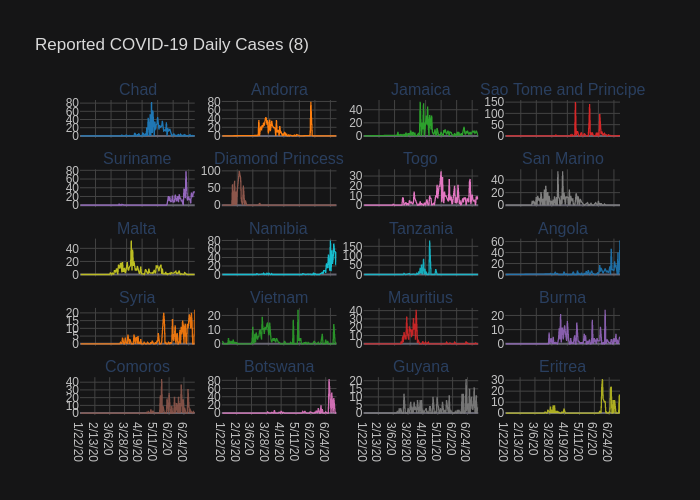 Reported COVID-19 Daily Cases (8)
Chad Andorra Jamaica Sao Tome and Principe
80 60 40 20 0 80 60 40 20 0 40 20 0 150 100 50 0
Suriname Diamond Princess Togo San Marino
80 60 40 20 0 100 50 0 30 20 10 0 40 20 0
Malta Namibia Tanzania Angola
40 20 0 80 60 40 20 0 150 100 50 0 60 40 20 0
Syria Vietnam Mauritius Burma
20 15 10 5 0 20 10 0 40 30 20 10 0 20 10 0
Comoros Botswana Guyana Eritrea
40 30 20 10 0 80 60 40 20 0 20 15 10 5 0 30 20 10 0
1/22/20 2/13/20 3/6/20 3/28/20 4/19/20 5/11/20 6/2/20 6/24/20 1/22/20 2/13/20 3/6/20 3/28/20 4/19/20 5/11/20 6/2/20 6/24/20 1/22/20 2/13/20 3/6/20 3/28/20 4/19/20 5/11/20 6/2/20 6/24/20 1/22/20 2/13/20 3/6/20 3/28/20 4/19/20 5/11/20 6/2/20 6/24/20